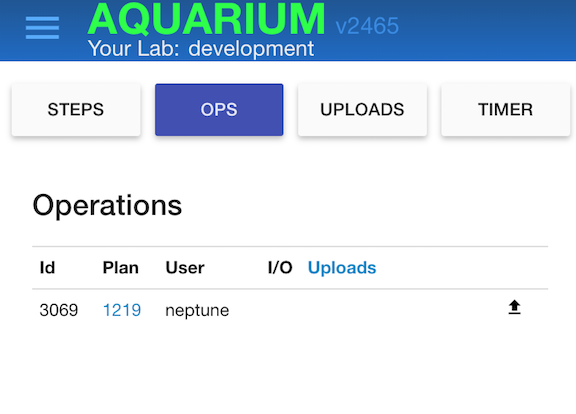 AQUARIUM v2465
Your Lab: development
STEPS OPS UPLOADS TIMER
Operations
Id Plan User I/O Uploads
3069 1219 neptune